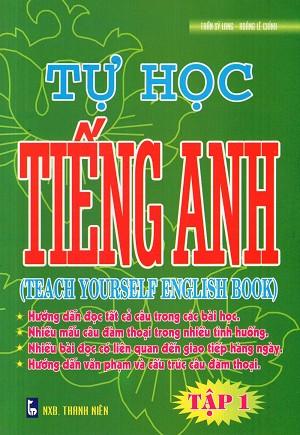 TRẦN SỸ LANG - HOÀNG LÊ CHÍNH
TỰ HỌC
TIẾNG ANH
(TEACH YOURSELF ENGLISH BOOK)
Hướng dẫn đọc tất cả câu trong các bài học.
Nhiều mẫu câu đàm thoại trong nhiều tình huống.
Nhiều bài đọc có liên quan đến giao tiếp hàng ngày.
Hướng dẫn văn phạm và cấu trúc câu đàm thoại.
TẬP 1
NXB. THANH NIÊN